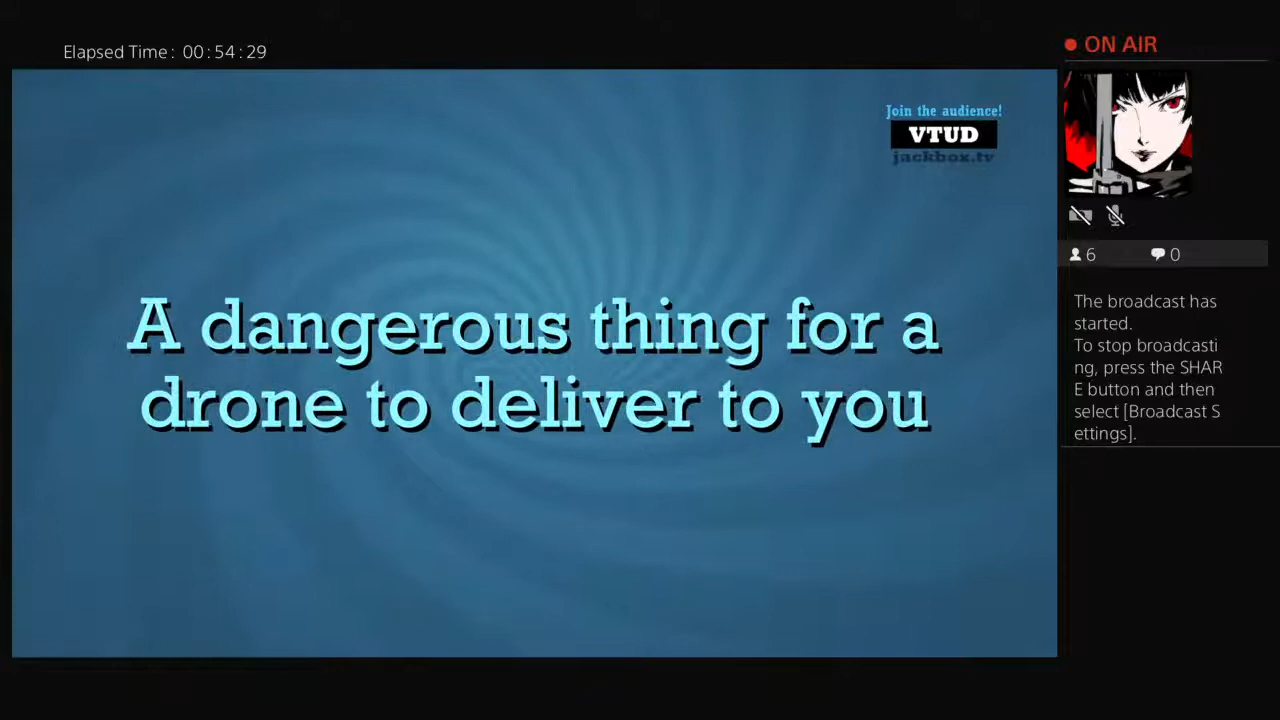 Elapsed Time: 00:54:29
ON AIR
Join the audience!
VTUD
jackbox.tv
A dangerous thing for a
drone to deliver to you
6
0
The broadcast has
started.
To stop broadcasti
ng, press the SHAR
E button and then
select [Broadcast S
ettings].